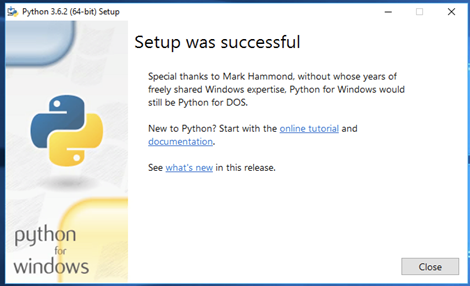 Python 3.6.2 (64-bit) Setup
Setup was successful
Special thanks to Mark Hammond, without whose years of
freely shared Windows expertise, Python for Windows would
still be Python for DOS.
New to Python? Start with the online tutorial and
documentation.
See what's new in this release.
python
for
windows
Close